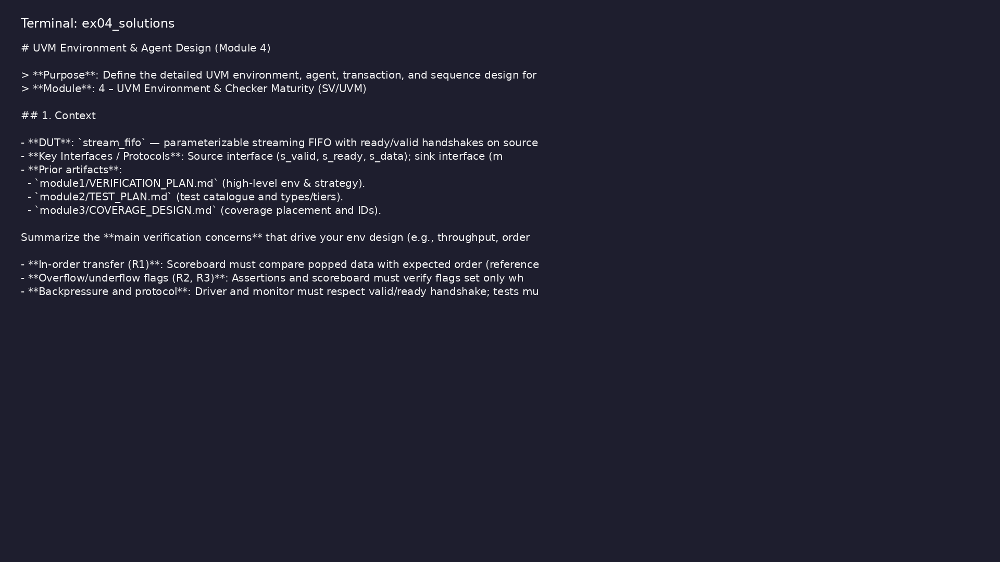 Terminal: ex04_solutions
# UVM Environment & Agent Design (Module 4)
> **Purpose**: Define the detailed UVM environment, agent, transaction, and sequence design for
> **Module**: 4 – UVM Environment & Checker Maturity (SV/UVM)
## 1. Context
- **DUT**: `stream_fifo` — parameterizable streaming FIFO with ready/valid handshakes on source
- **Key Interfaces / Protocols**: Source interface (s_valid, s_ready, s_data); sink interface (m
- **Prior artifacts**:
  - `module1/VERIFICATION_PLAN.md` (high-level env & strategy).
  - `module2/TEST_PLAN.md` (test catalogue and types/tiers).
  - `module3/COVERAGE_DESIGN.md` (coverage placement and IDs).
Summarize the **main verification concerns** that drive your env design (e.g., throughput, order
- **In-order transfer (R1)**: Scoreboard must compare popped data with expected order (reference
- **Overflow/underflow flags (R2, R3)**: Assertions and scoreboard must verify flags set only wh
- **Backpressure and protocol**: Driver and monitor must respect valid/ready handshake; tests mu